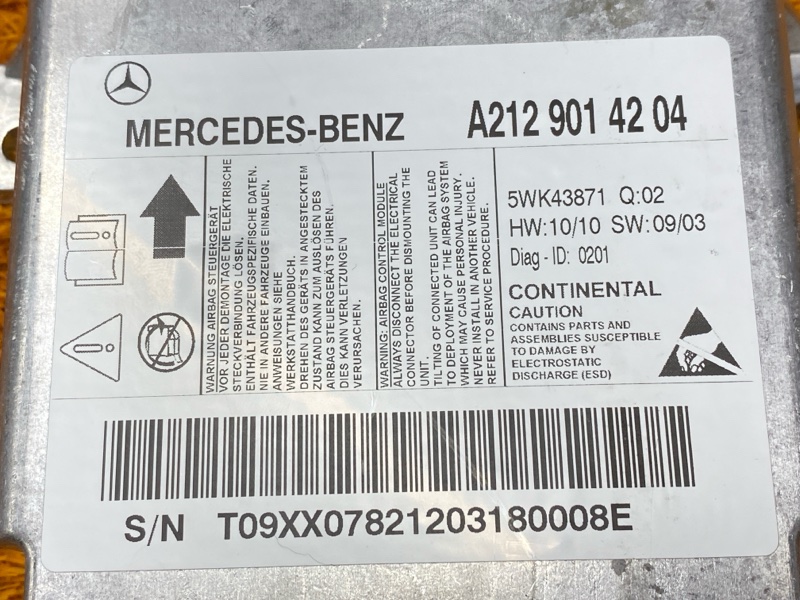 MERCEDES-BENZ A212 901 42 04
WARNUNG AIRBAG STEUERGERÄT
VOR JEDER DEMONTAGE DIE ELEKTRISCHE
STECKVERBINDUNG LÖSEN.
ENTHÄLT FAHRZEUGSPEZIFISCHE DATEN.
NIE IN ANDERE FAHRZEUGE EINBAUEN.
ANWEISUNGEN SIEHE
WERKSTATTHANDBUCH.
DREHEN DES GERÄTS IN ANGESTECKTEM
ZUSTAND KANN ZUM AUSLÖSEN DES
AIRBAG STEUERGERÄTS FÜHREN.
DIES KANN VERLETZUNGEN
VERURSACHEN.
WARNING: AIRBAG CONTROL MODULE
ALWAYS DISCONNECT THE ELECTRICAL
CONNECTOR BEFORE DISMOUNTING THE
UNIT.
TILTING OF CONNECTED UNIT CAN LEAD
TO DEPLOYMENT OF THE AIRBAG SYSTEM
WHICH MAY CAUSE PERSONAL INJURY.
NEVER INSTALL IN ANOTHER VEHICLE.
REFER TO SERVICE PROCEDURE.
5WK43871 Q:02
HW:10/10 SW:09/03
Diag - ID: 0201
CONTINENTAL
CAUTION
CONTAINS PARTS AND
ASSEMBLIES SUSCEPTIBLE
TO DAMAGE BY
ELECTROSTATIC
DISCHARGE (ESD)
S/N T09XX07821203180008E